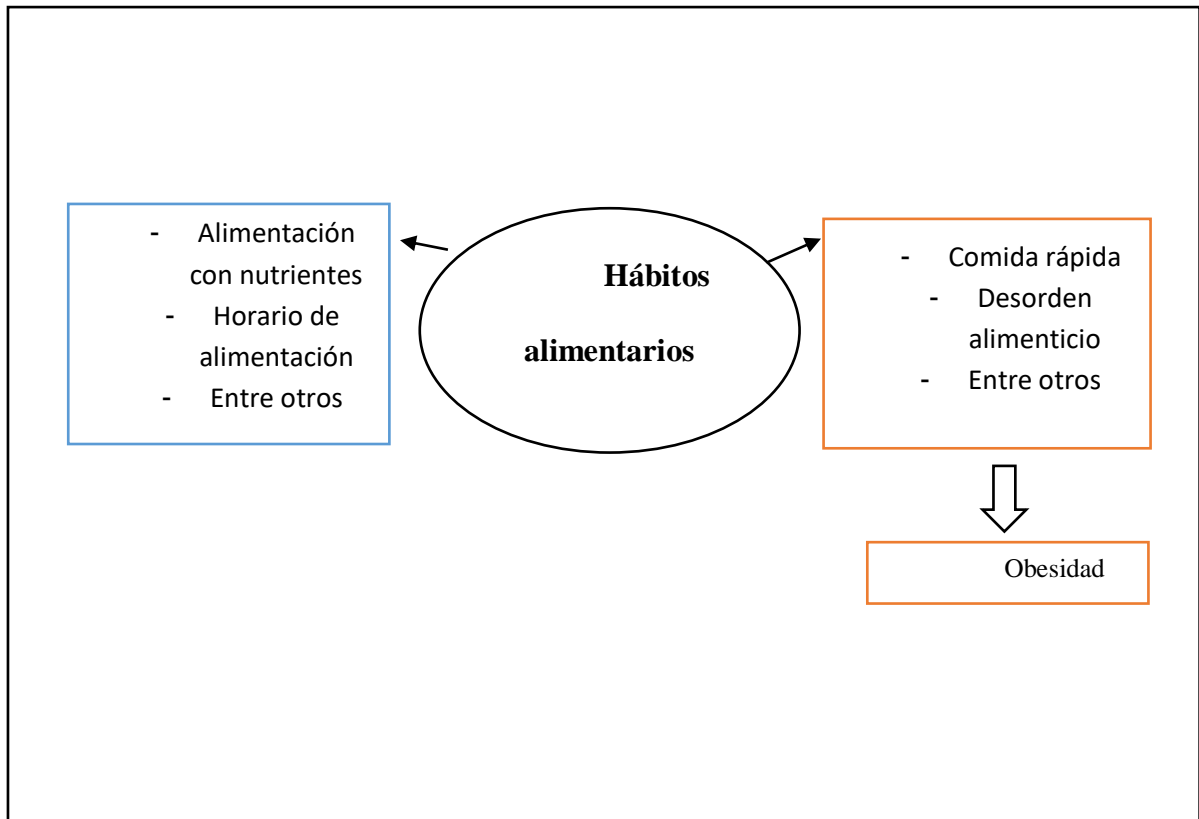 - Alimentación
con nutrientes
- Horario de
alimentación
- Entre otros
Hábitos
alimentarios
- Comida rápida
- Desorden
alimenticio
- Entre otros
Obesidad